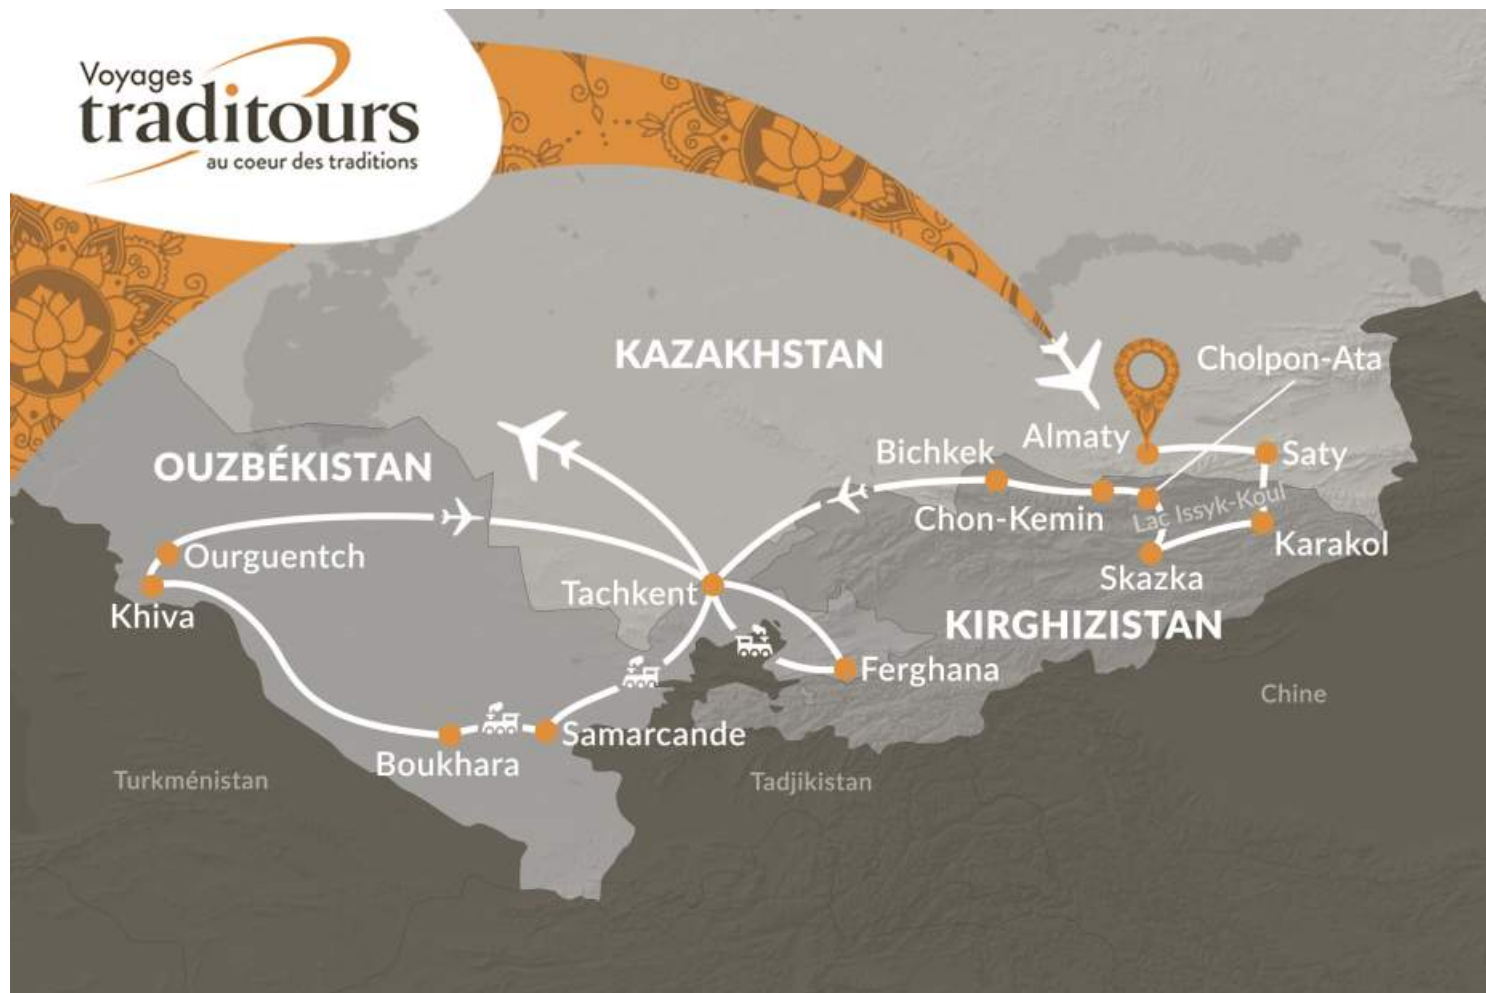 Voyages
traditours
au coeur des traditions
KAZAKHSTAN
Cholpon-Ata
Almaty
Bichkek
Saty
OUZBÉKISTAN
Lac Issyk-Koul
Chon-Kemin
Karakol
Ourguentch
Skazka
Tachkent
Khiva
KIRGHIZISTAN
Ferghana
Chine
Samarcande
Boukhara
Turkménistan
Tadjikistan